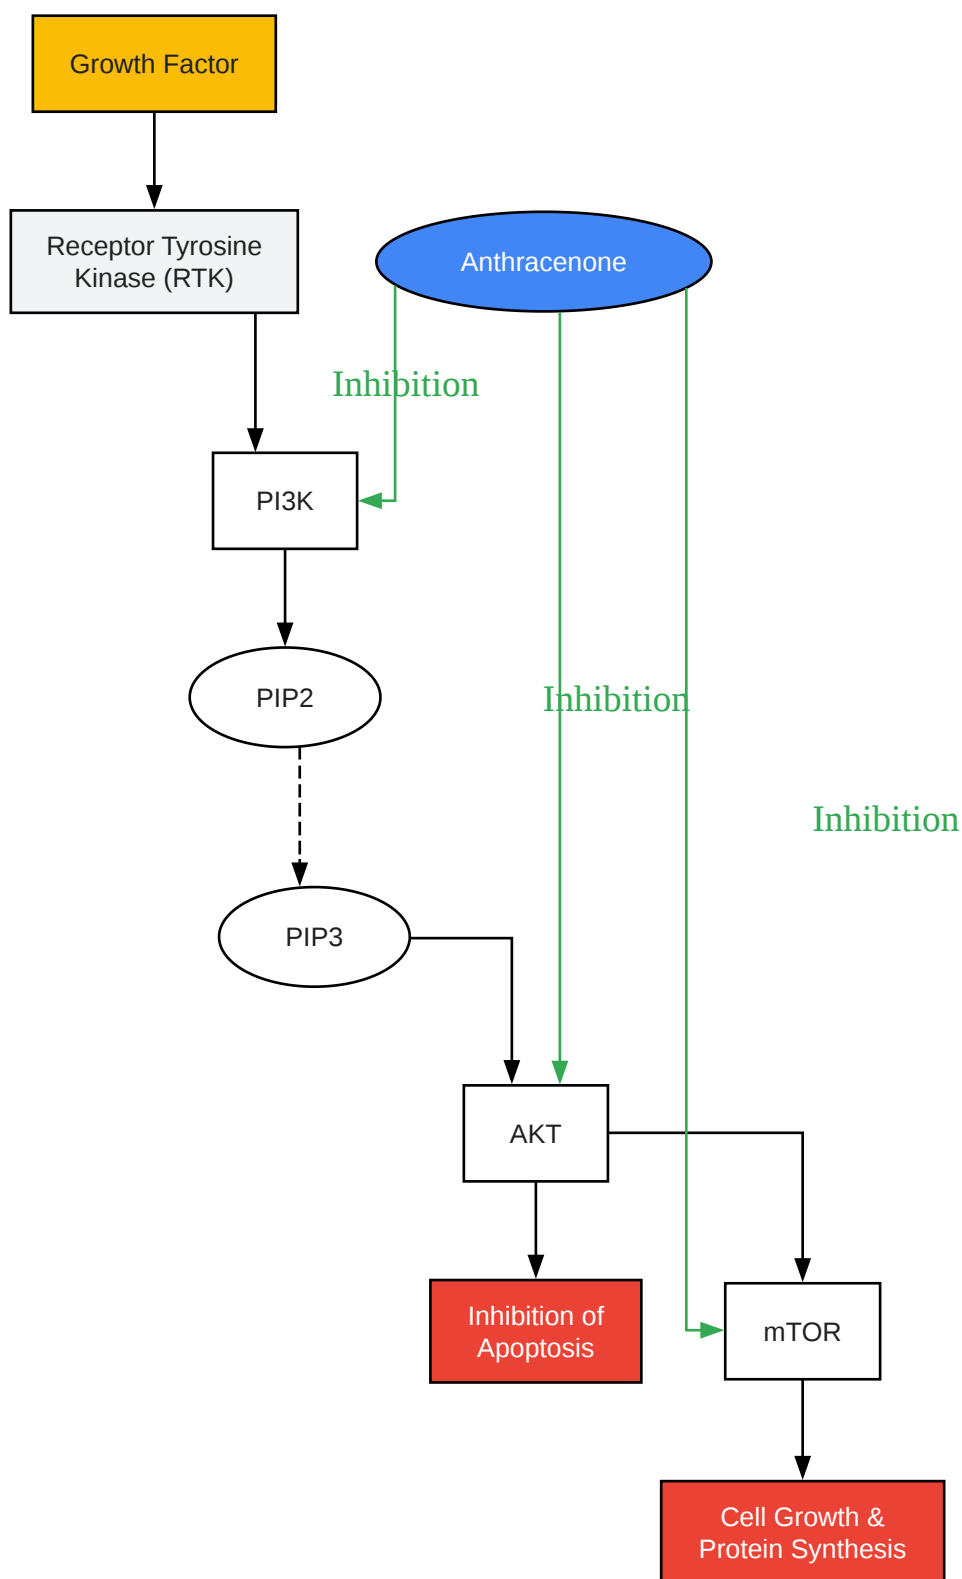 Growth Factor
Receptor Tyrosine
Kinase (RTK)
Anthracenone
Inhibition
PI3K
PIP2
Inhibition
Inhibition
PIP3
AKT
Inhibition of
Apoptosis
mTOR
Cell Growth &
Protein Synthesis